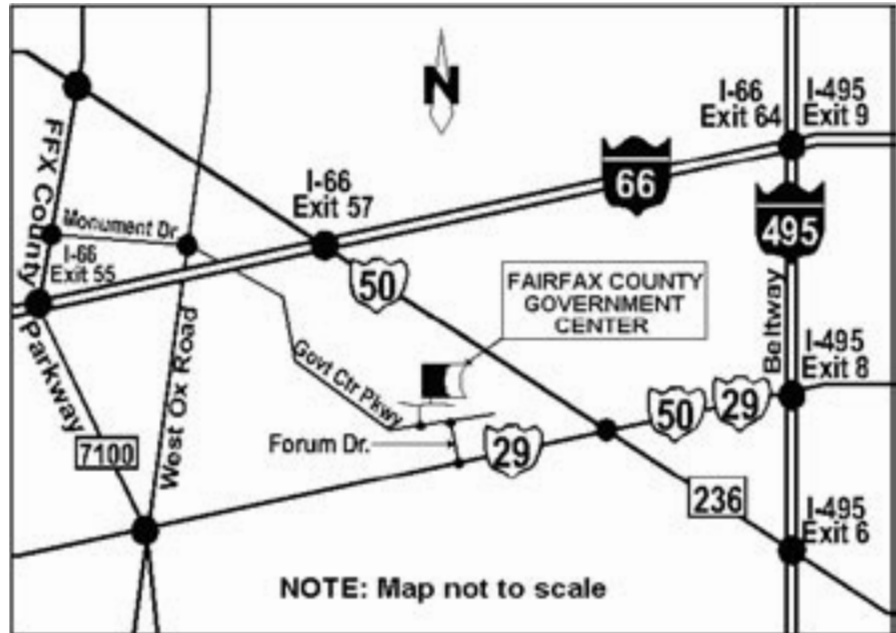 N
I-66
Exit 64
I-495
Exit 9
FFX County
Parkway
Monument Dr
I-66
Exit 57
66
495
I-66
Exit 55
50
FAIRFAX COUNTY
GOVERNMENT
CENTER
West Ox Road
Govt Ctr Pkwy
Beltway
I-495
Exit 8
50
29
Forum Dr.
29
7100
236
I-495
Exit 6
NOTE: Map not to scale